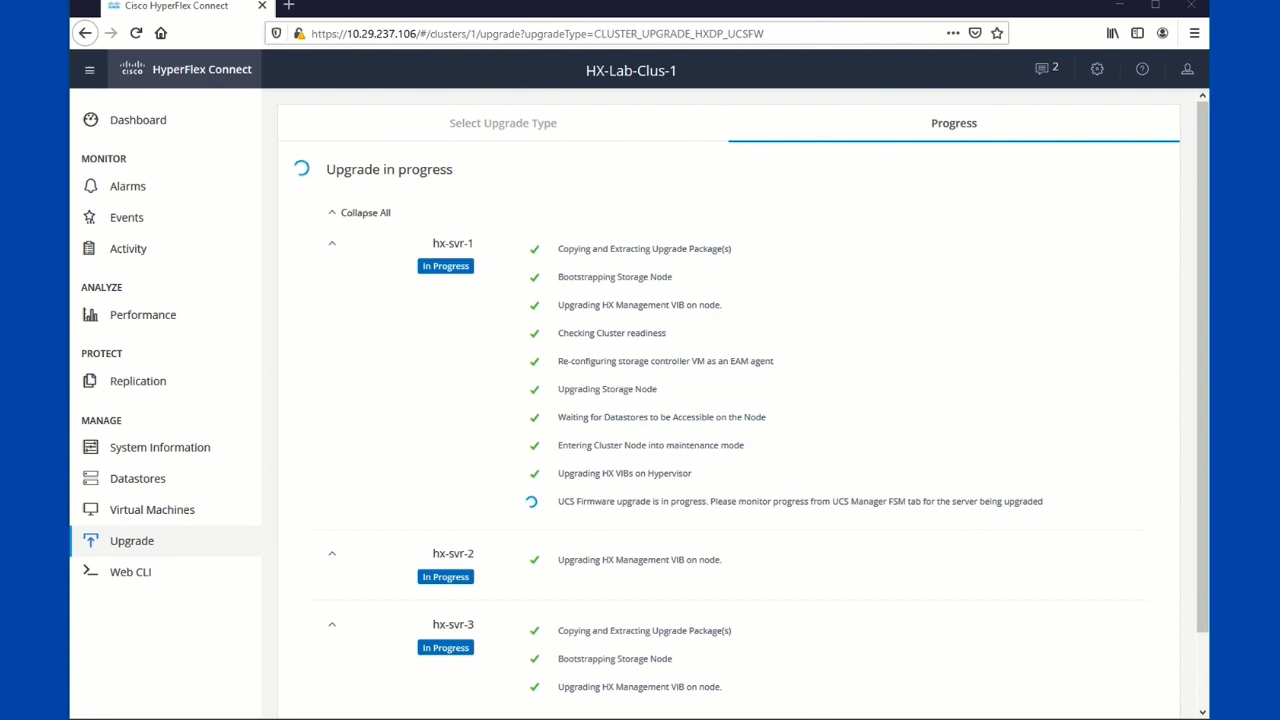 Cisco HyperFlex Connect
https://10.29.237.106/#/clusters/1/upgrade?upgradeType=CLUSTER_UPGRADE_HXDP_UCSFW
CISCO HyperFlex Connect
HX-Lab-Clus-1
2
Dashboard
MONITOR
Alarms
Events
Activity
ANALYZE
Performance
PROTECT
Replication
MANAGE
System Information
Datastores
Virtual Machines
Upgrade
Web CLI
Select Upgrade Type
Progress
Upgrade in progress
Collapse All
hx-svr-1
In Progress
Copying and Extracting Upgrade Package(s)
Bootstrapping Storage Node
Upgrading HX Management VIB on node.
Checking Cluster readiness
Re-configuring storage controller VM as an EAM agent
Upgrading Storage Node
Waiting for Datastores to be Accessible on the Node
Entering Cluster Node into maintenance mode
Upgrading HX VIBs on Hypervisor
UCS Firmware upgrade is in progress. Please monitor progress from UCS Manager FSM tab for the server being upgraded
hx-svr-2
In Progress
Upgrading HX Management VIB on node.
hx-svr-3
In Progress
Copying and Extracting Upgrade Package(s)
Bootstrapping Storage Node
Upgrading HX Management VIB on node.